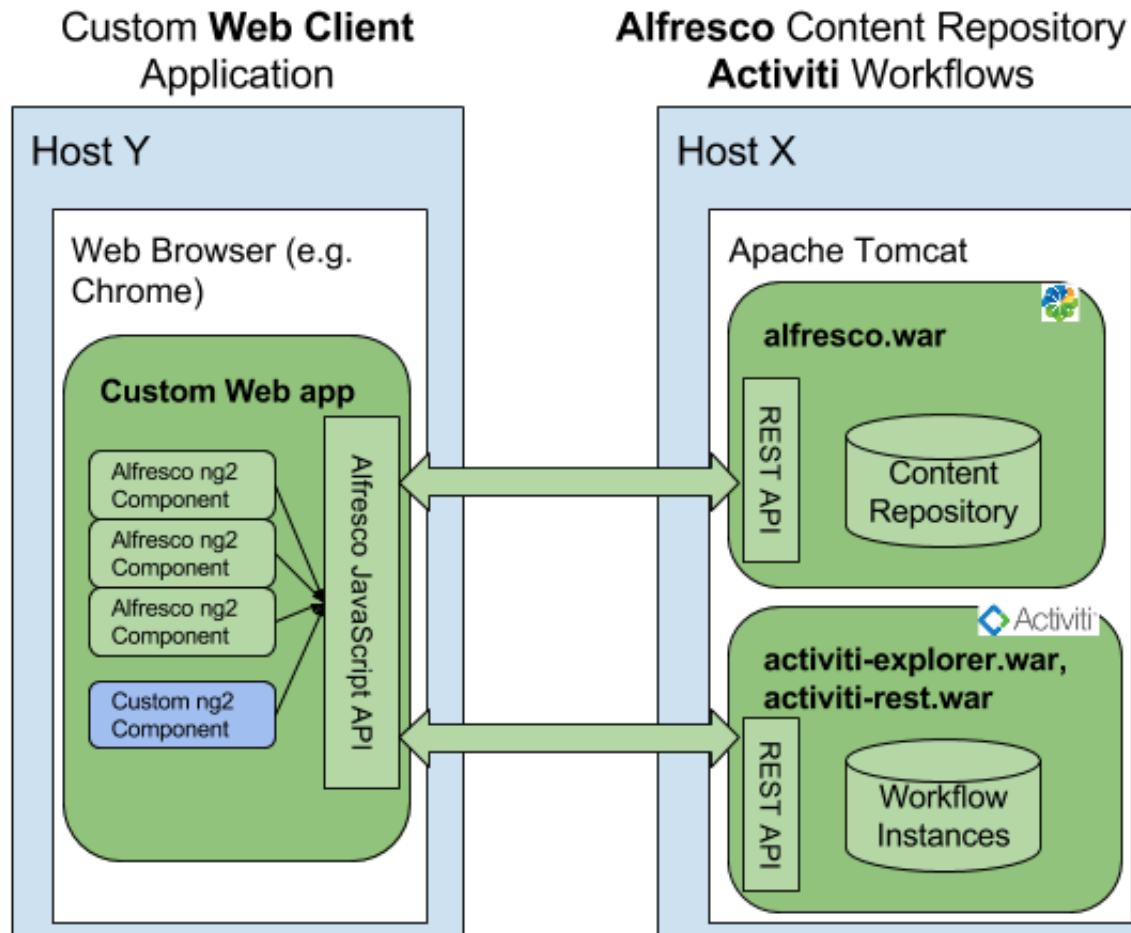 Custom Web Client
Application
Alfresco Content Repository
Activiti Workflows
Host Y
Web Browser (e.g.
Chrome)
Custom Web app
Alfresco ng2
Component
Alfresco ng2
Component
Alfresco ng2
Component
Custom ng2
Component
Alfresco JavaScript API
Host X
Apache Tomcat
alfresco.war
REST API
Content
Repository
Activiti
activiti-explorer.war,
activiti-rest.war
REST API
Workflow
Instances